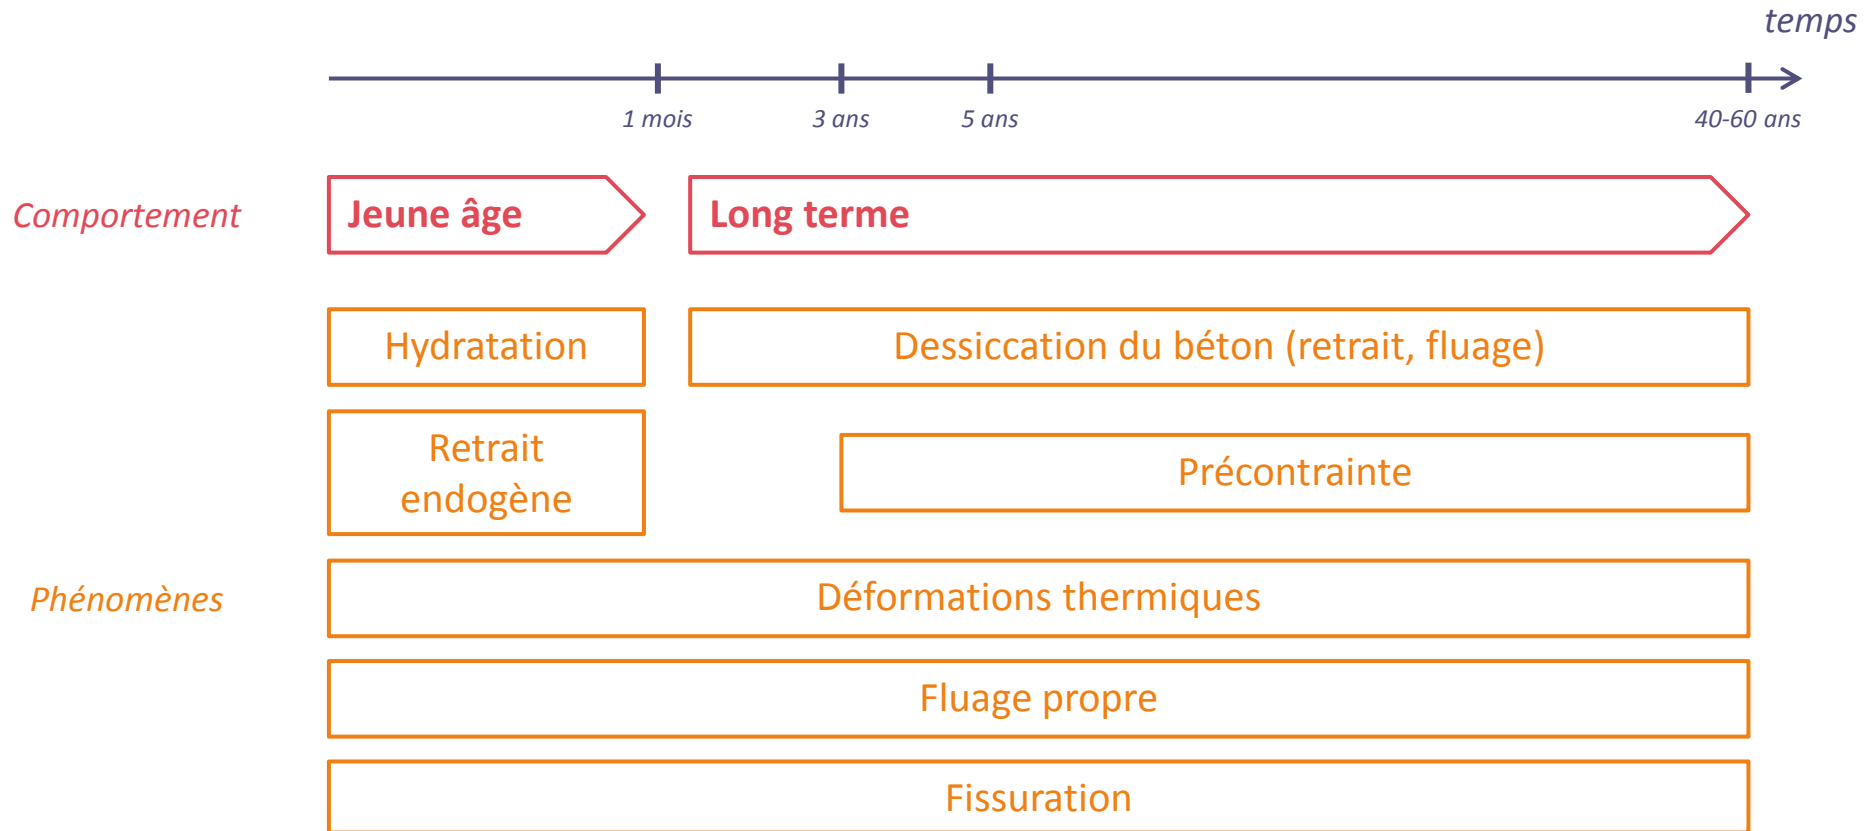 temps
1 mois
3 ans
5 ans
40-60 ans
Comportement
Jeune âge
Long terme
Hydratation
Dessiccation du béton (retrait, fluage)
Retrait
endogène
Précontrainte
Phénomènes
Déformations thermiques
Fluage propre
Fissuration